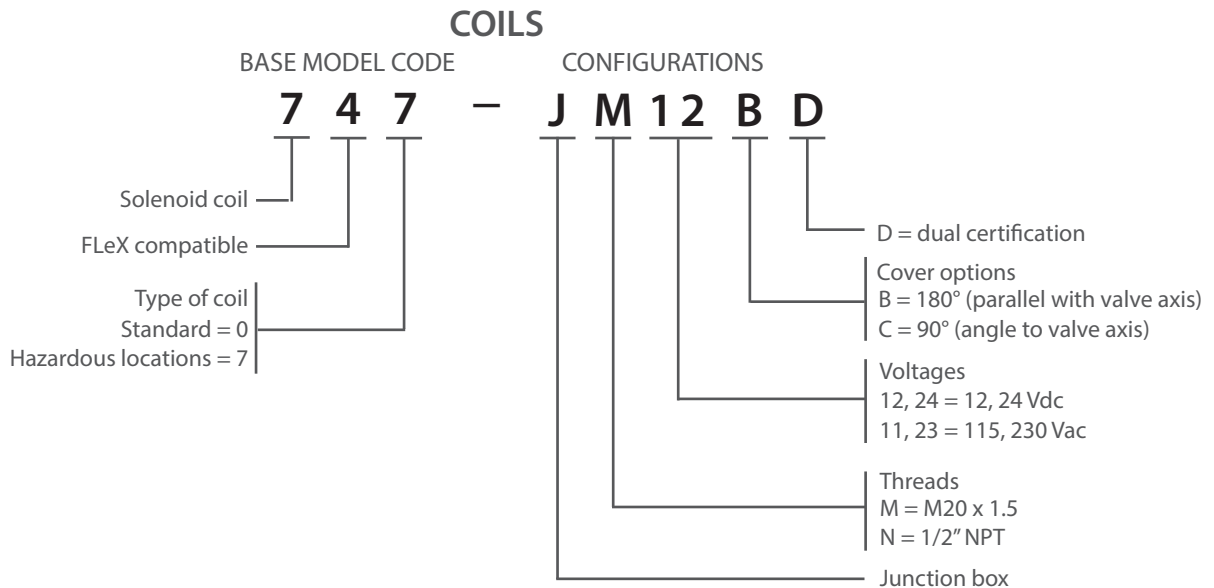 COILS
BASE MODEL CODE CONFIGURATIONS
7 4 7 – J M 12 B D
Solenoid coil
FLeX compatible
Type of coil
Standard = 0
Hazardous locations = 7
D = dual certification
Cover options
B = 180° (parallel with valve axis)
C = 90° (angle to valve axis)
Voltages
12, 24 = 12, 24 Vdc
11, 23 = 115, 230 Vac
Threads
M = M20 x 1.5
N = 1/2” NPT
Junction box